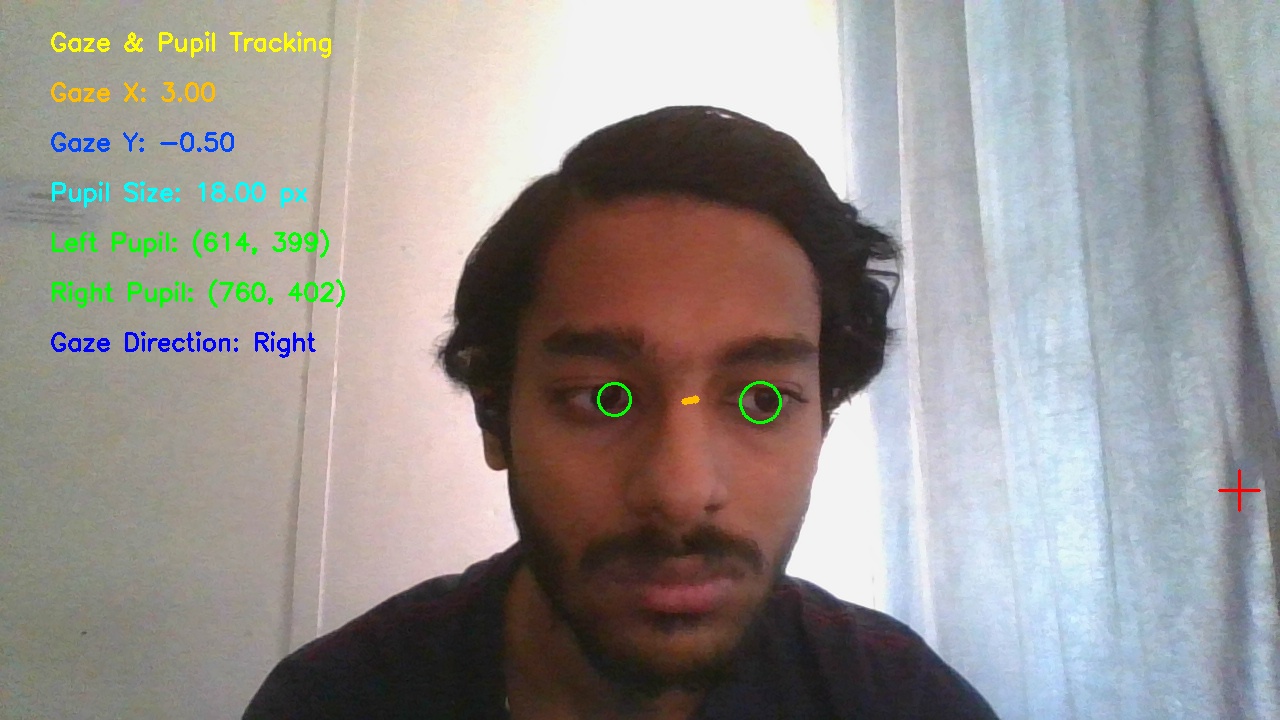 Gaze & Pupil Tracking
Gaze X: 3.00
Gaze Y: -0.50
Pupil Size: 18.00 px
Left Pupil: (614, 399)
Right Pupil: (760, 402)
Gaze Direction: Right